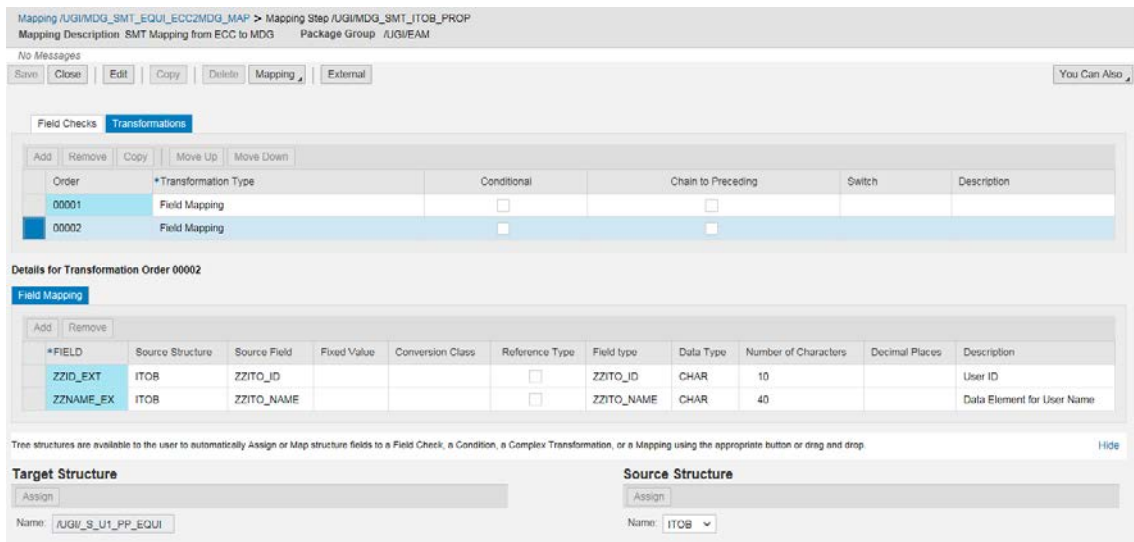 Mapping /UGI/MDG_SMT_EQUI_ECC2MDG_MAP > Mapping Step /UGI/MDG_SMT_ITOB_PROP
Mapping Description SMT Mapping from ECC to MDG Package Group /UGI/EAM
No Messages
Save Close Edit Copy Delete Mapping External You Can Also
Field Checks Transformations
Add Remove Copy Move Up Move Down
Order *Transformation Type Conditional Chain to Preceding Switch Description
00001 Field Mapping
00002 Field Mapping
Details for Transformation Order 00002
Field Mapping
Add Remove
*FIELD Source Structure Source Field Fixed Value Conversion Class Reference Type Field type Data Type Number of Characters Decimal Places Description
ZZID_EXT ITOB ZZITO_ID ZZITO_ID CHAR 10 User ID
ZZNAME_EX ITOB ZZITO_NAME ZZITO_NAME CHAR 40 Data Element for User Name
Tree structures are available to the user to automatically Assign or Map structure fields to a Field Check, a Condition, a Complex Transformation, or a Mapping using the appropriate button or drag and drop. Hide
Target Structure Source Structure
Assign Assign
Name: /UGI/_S_U1_PP_EQUI Name: ITOB